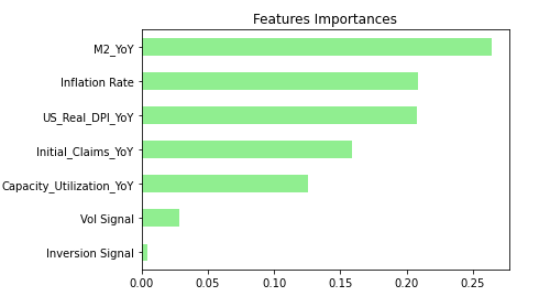 Features Importances
M2_YoY
Inflation Rate
US_Real_DPI_YoY
Initial_Claims_YoY
Capacity_Utilization_YoY
Vol Signal
Inversion Signal
0.00 0.05 0.10 0.15 0.20 0.25